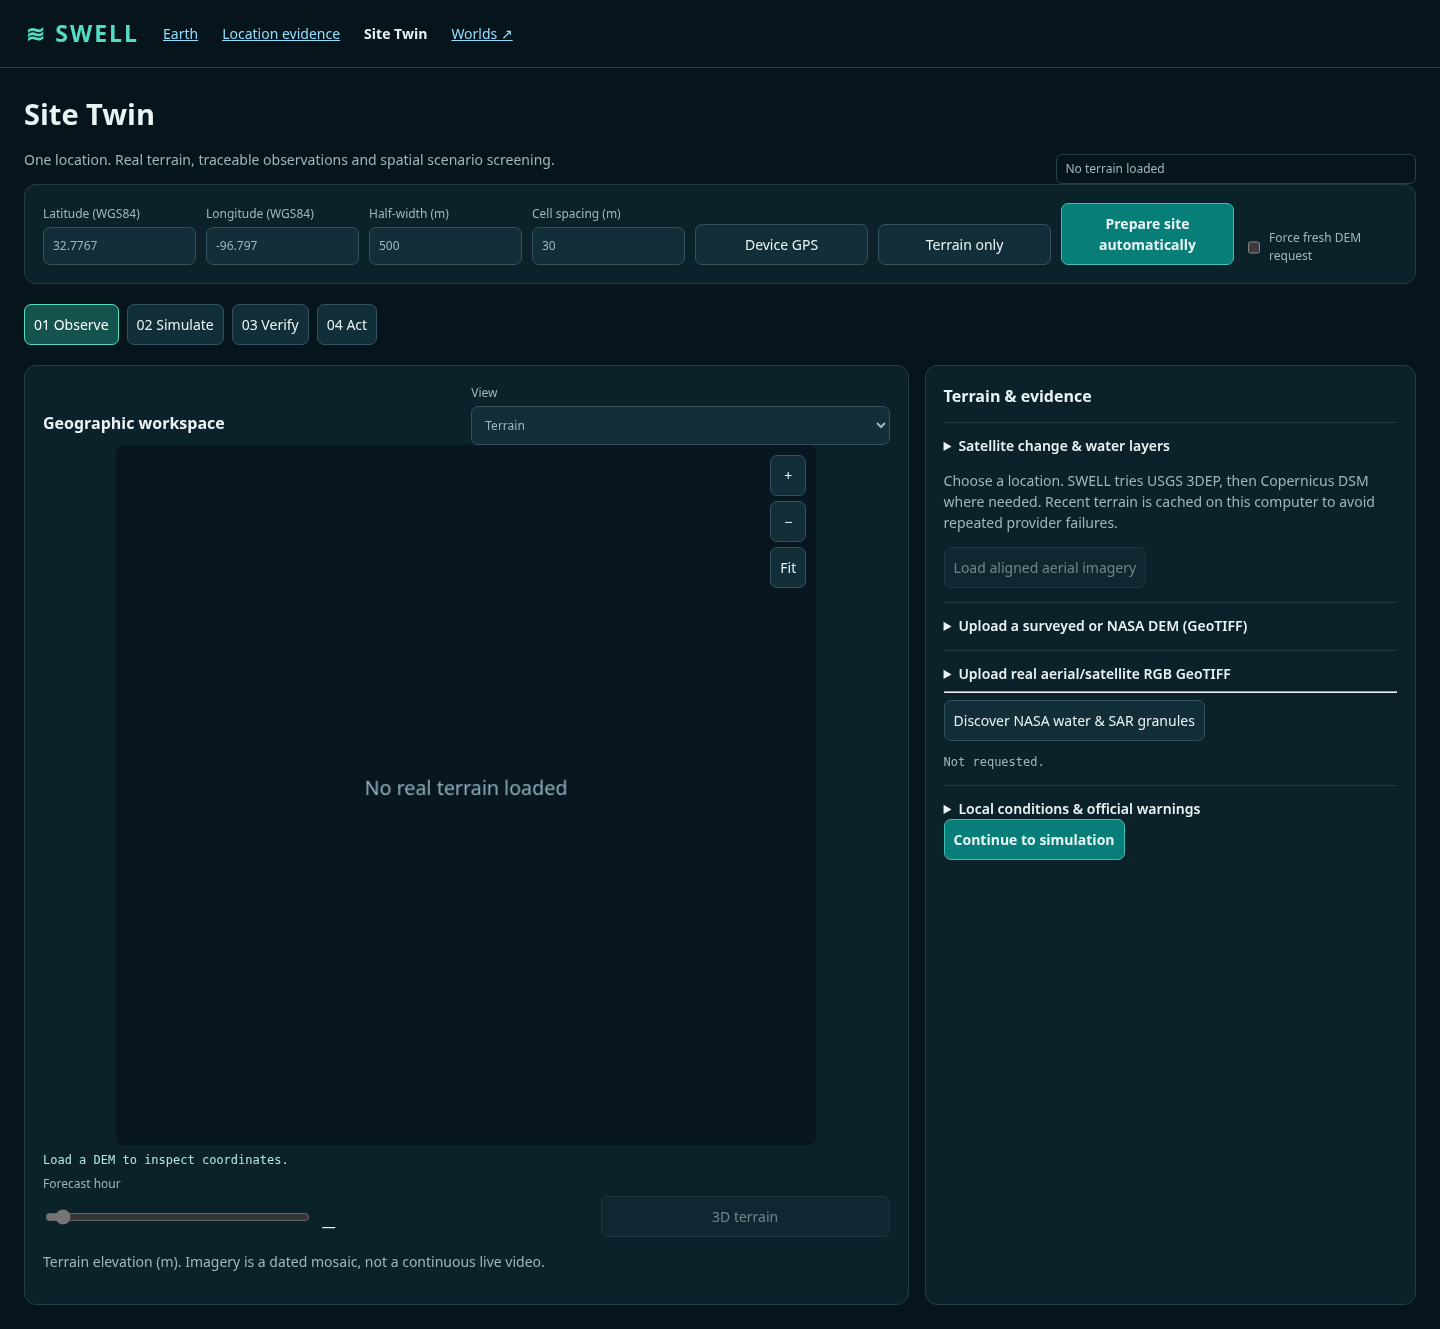 ≋ SWELL
Earth
Location evidence
Site Twin
Worlds ↗
Site Twin
One location. Real terrain, traceable observations and spatial scenario screening.
No terrain loaded
Latitude (WGS84)
32.7767
Longitude (WGS84)
-96.797
Half-width (m)
500
Cell spacing (m)
30
Device GPS
Terrain only
Prepare site
automatically
Force fresh DEM
request
01 Observe
02 Simulate
03 Verify
04 Act
Geographic workspace
View
Terrain
+
−
Fit
No real terrain loaded
Load a DEM to inspect coordinates.
Forecast hour
—
3D terrain
Terrain elevation (m). Imagery is a dated mosaic, not a continuous live video.
Terrain & evidence
▶ Satellite change & water layers
Choose a location. SWELL tries USGS 3DEP, then Copernicus DSM
where needed. Recent terrain is cached on this computer to avoid
repeated provider failures.
Load aligned aerial imagery
▶ Upload a surveyed or NASA DEM (GeoTIFF)
▶ Upload real aerial/satellite RGB GeoTIFF
Discover NASA water & SAR granules
Not requested.
▶ Local conditions & official warnings
Continue to simulation